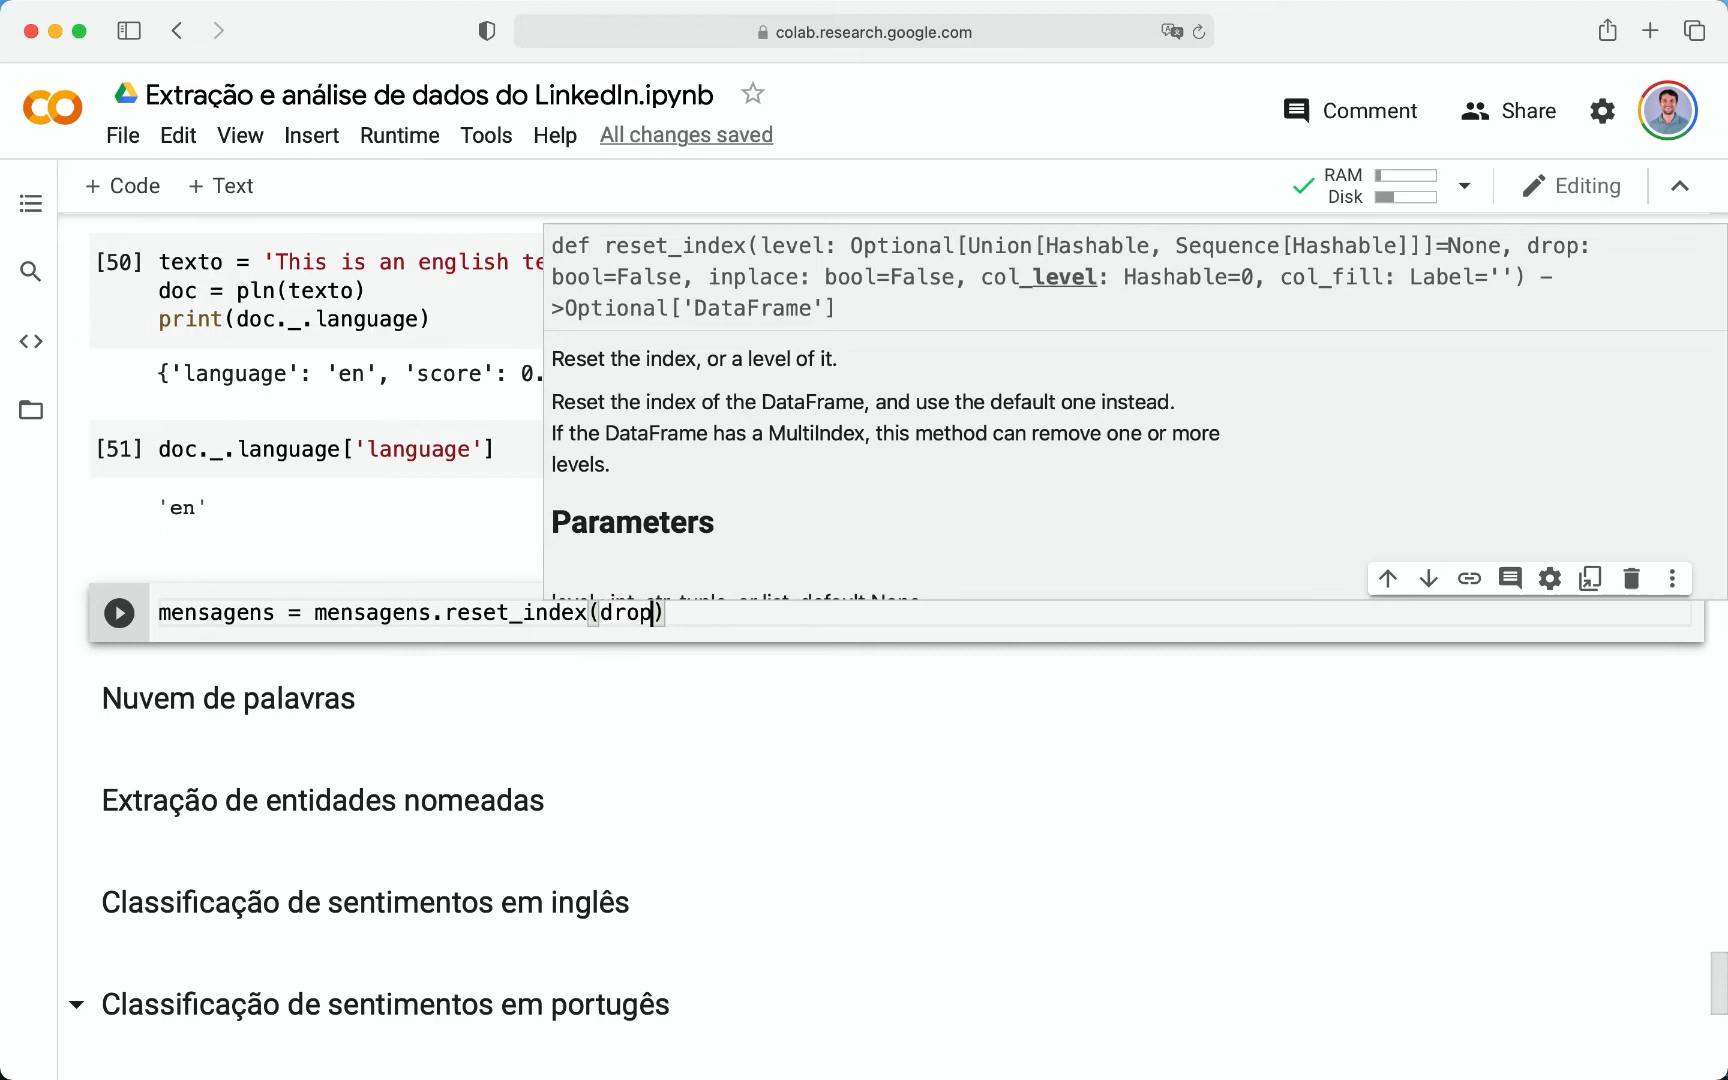 colab.research.google.com
Extração e análise de dados do LinkedIn.ipynb
Comment
Share
File Edit View Insert Runtime Tools Help All changes saved
+ Code + Text
RAM
Disk
Editing
[50] texto = 'This is an english te
doc = pln(texto)
print(doc._.language)
{'language': 'en', 'score': 0.
[51] doc._.language['language']
'en'
def reset_index(level: Optional[Union[Hashable, Sequence[Hashable]]]=None, drop:
bool=False, inplace: bool=False, col_level: Hashable=0, col_fill: Label='') -
>Optional['DataFrame']
Reset the index, or a level of it.
Reset the index of the DataFrame, and use the default one instead.
If the DataFrame has a MultiIndex, this method can remove one or more
levels.
Parameters
mensagens = mensagens.reset_index(drop)
Nuvem de palavras
Extração de entidades nomeadas
Classificação de sentimentos em inglês
Classificação de sentimentos em portugês